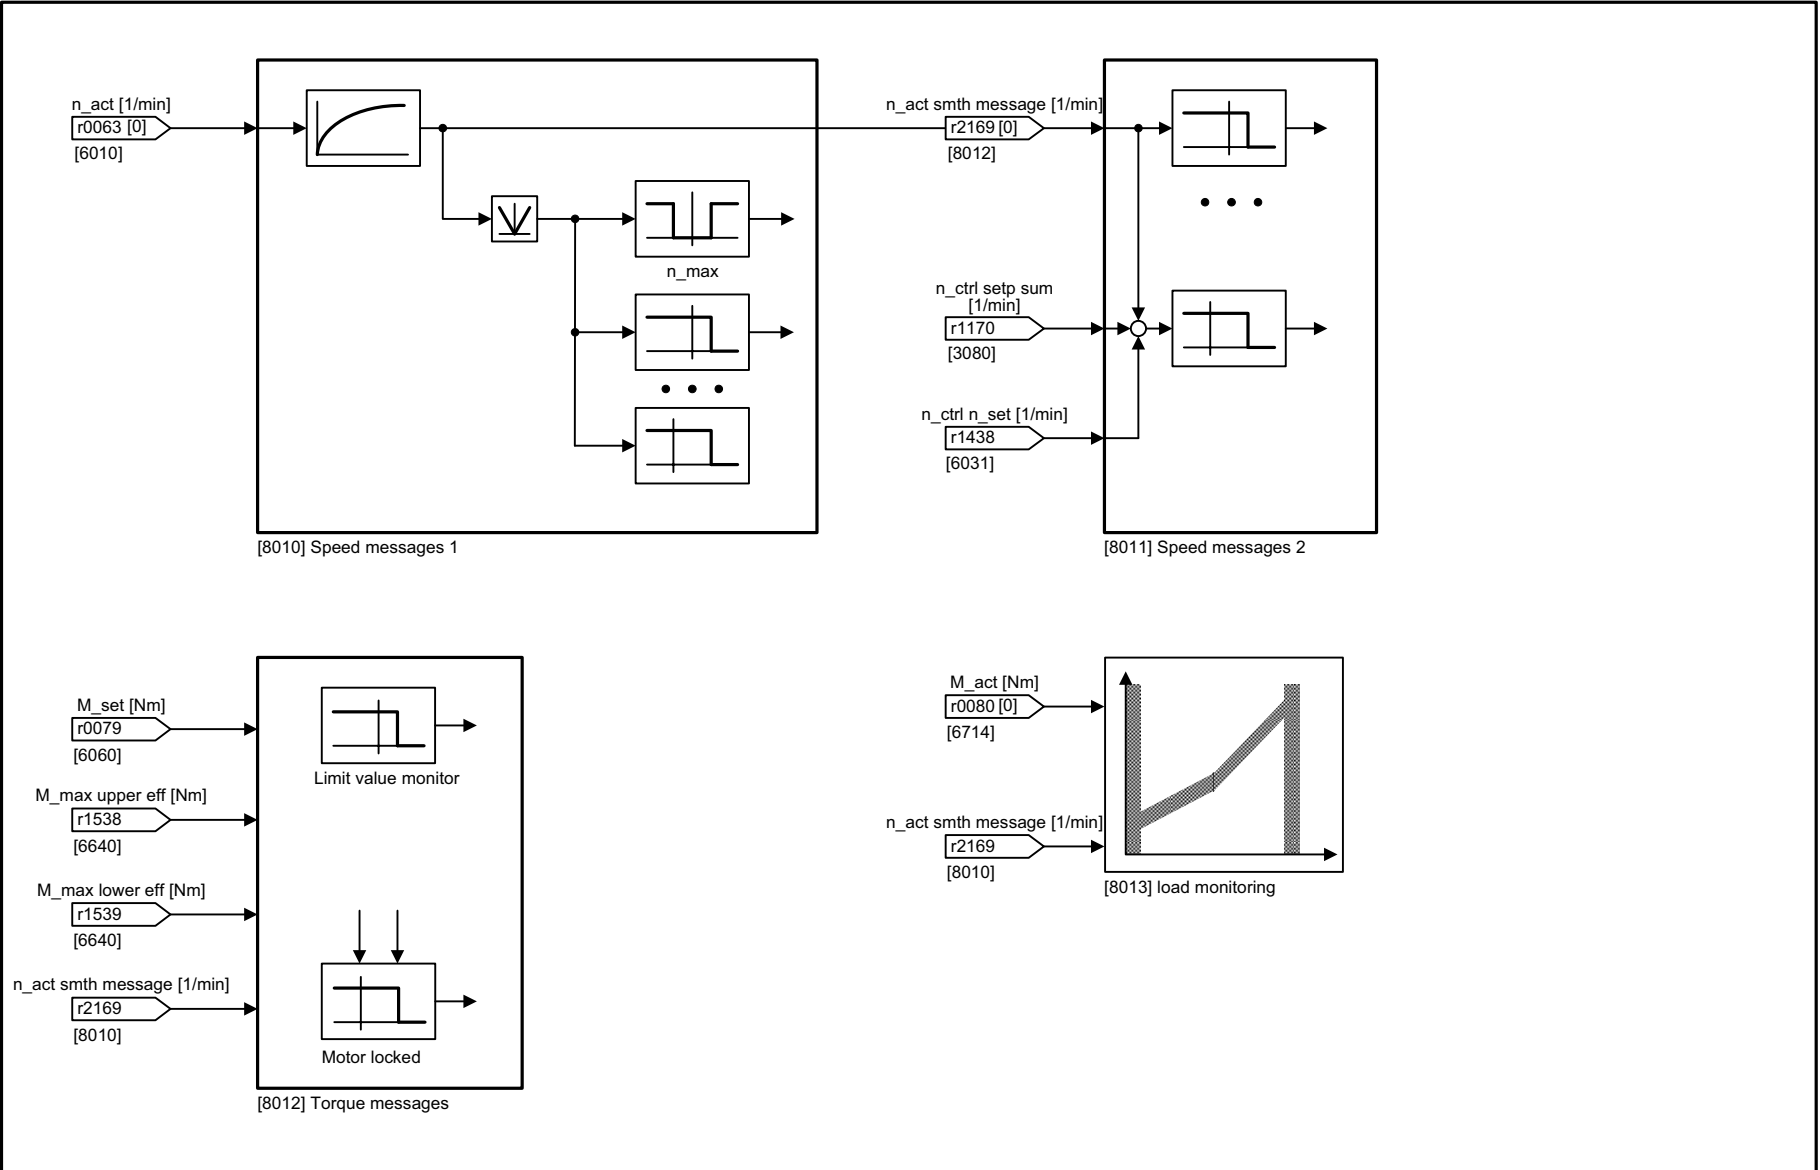 n_act [1/min]
r0063 [0]
[6010]
n_max
[8010] Speed messages 1
n_act smth message [1/min]
r2169 [0]
[8012]
n_ctrl setp sum
[1/min]
r1170
[3080]
n_ctrl n_set [1/min]
r1438
[6031]
[8011] Speed messages 2
M_set [Nm]
r0079
[6060]
M_max upper eff [Nm]
r1538
[6640]
M_max lower eff [Nm]
r1539
[6640]
n_act smth message [1/min]
r2169
[8010]
Limit value monitor
Motor locked
[8012] Torque messages
M_act [Nm]
r0080 [0]
[6714]
n_act smth message [1/min]
r2169
[8010]
[8013] load monitoring